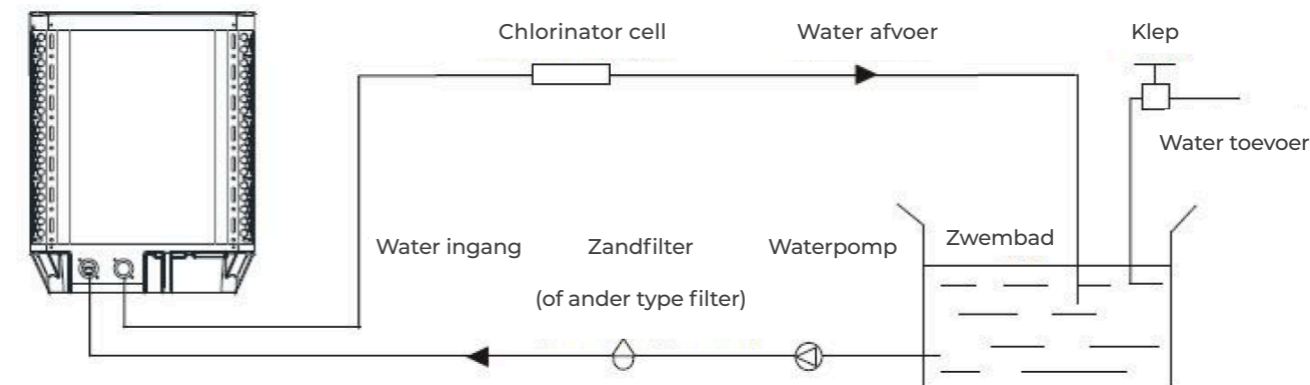 Chlorinator cell
Water afvoer
Klep
Water toevoer
Water ingang
Zandfilter
(of ander type filter)
Waterpomp
Zwembad